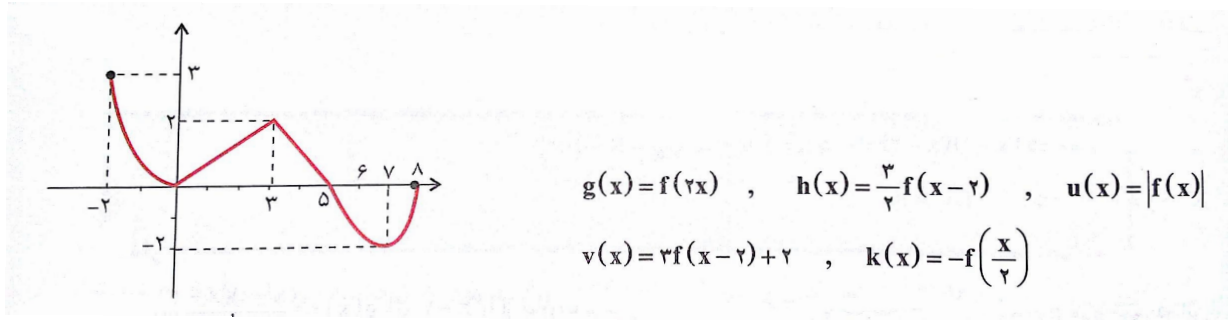 ۳
۲
۶ ۷ ۸
-۲ ۳ ۵
-۲
g(x)=f(۲x) , h(x)=۳/۲ f(x-۲) , u(x)=|f(x)|
v(x)=۳f(x-۲)+۲ , k(x)=-f(x/۲)